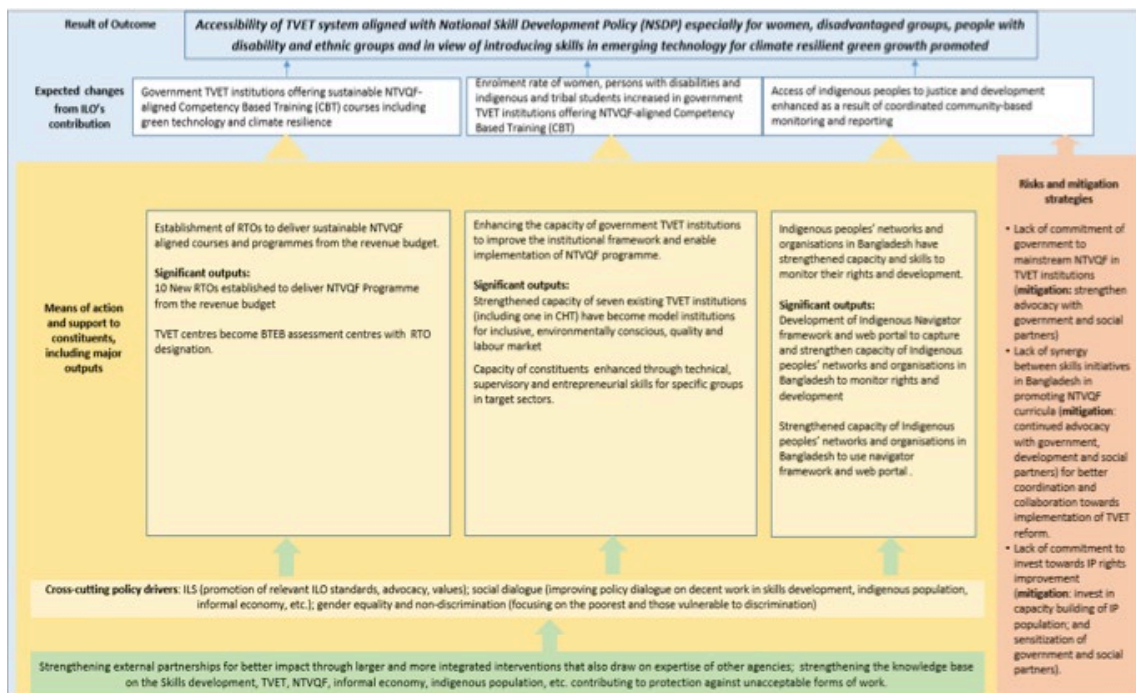 Result of Outcome
Accessibility of TVET system aligned with National Skill Development Policy (NSDP) especially for women, disadvantaged groups, people with
disability and ethnic groups and in view of introducing skills in emerging technology for climate resilient green growth promoted
Expected changes
from ILO's
contribution
Government TVET institutions offering sustainable NTVQF-
aligned Competency Based Training (CBT) courses including
green technology and climate resilience
Enrolment rate of women, persons with disabilities and
indigenous and tribal students increased in government
TVET institutions offering NTVQF-aligned Competency
Based Training (CBT)
Access of indigenous peoples to justice and development
enhanced as a result of coordinated community-based
monitoring and reporting
Means of action
and support to
constituents,
including major
outputs
Establishment of RTOs to deliver sustainable NTVQF
aligned courses and programmes from the revenue budget.
Significant outputs:
10 New RTOs established to deliver NTVQF Programme
from the revenue budget
TVET centres become BTEB assessment centres with RTO
designation.
Enhancing the capacity of government TVET institutions
to improve the institutional framework and enable
implementation of NTVQF programme.
Significant outputs:
Strengthened capacity of seven existing TVET institutions
(including one in CHT) have become model institutions
for inclusive, environmentally conscious, quality and
labour market
Capacity of constituents enhanced through technical,
supervisory and entrepreneurial skills for specific groups
in target sectors.
Indigenous peoples' networks and
organisations in Bangladesh have
strengthened capacity and skills to
monitor their rights and development.
Significant outputs:
Development of Indigenous Navigator
framework and web portal to capture
and strengthen capacity of Indigenous
peoples' networks and organisations in
Bangladesh to monitor rights and
development
Strengthened capacity of Indigenous
peoples' networks and organisations in
Bangladesh to use navigator
framework and web portal .
Risks and mitigation
strategies
• Lack of commitment of
government to
mainstream NTVQF in
TVET institutions
(mitigation: strengthen
advocacy with
government and social
partners)
• Lack of synergy
between skills initiatives
in Bangladesh in
promoting NTVQF
curricula (mitigation:
continued advocacy
with government,
development and social
partners) for better
coordination and
collaboration towards
implementation of TVET
reform.
• Lack of commitment to
invest towards IP rights
improvement
(mitigation: invest in
capacity building of IP
population; and
sensitization of
government and social
partners).
Cross-cutting policy drivers: ILS (promotion of relevant ILO standards, advocacy, values); social dialogue (improving policy dialogue on decent work in skills development, indigenous population,
informal economy, etc.); gender equality and non-discrimination (focusing on the poorest and those vulnerable to discrimination)
Strengthening external partnerships for better impact through larger and more integrated interventions that also draw on expertise of other agencies; strengthening the knowledge base
on the Skills development, TVET, NTVQF, informal economy, indigenous population, etc. contributing to protection against unacceptable forms of work.